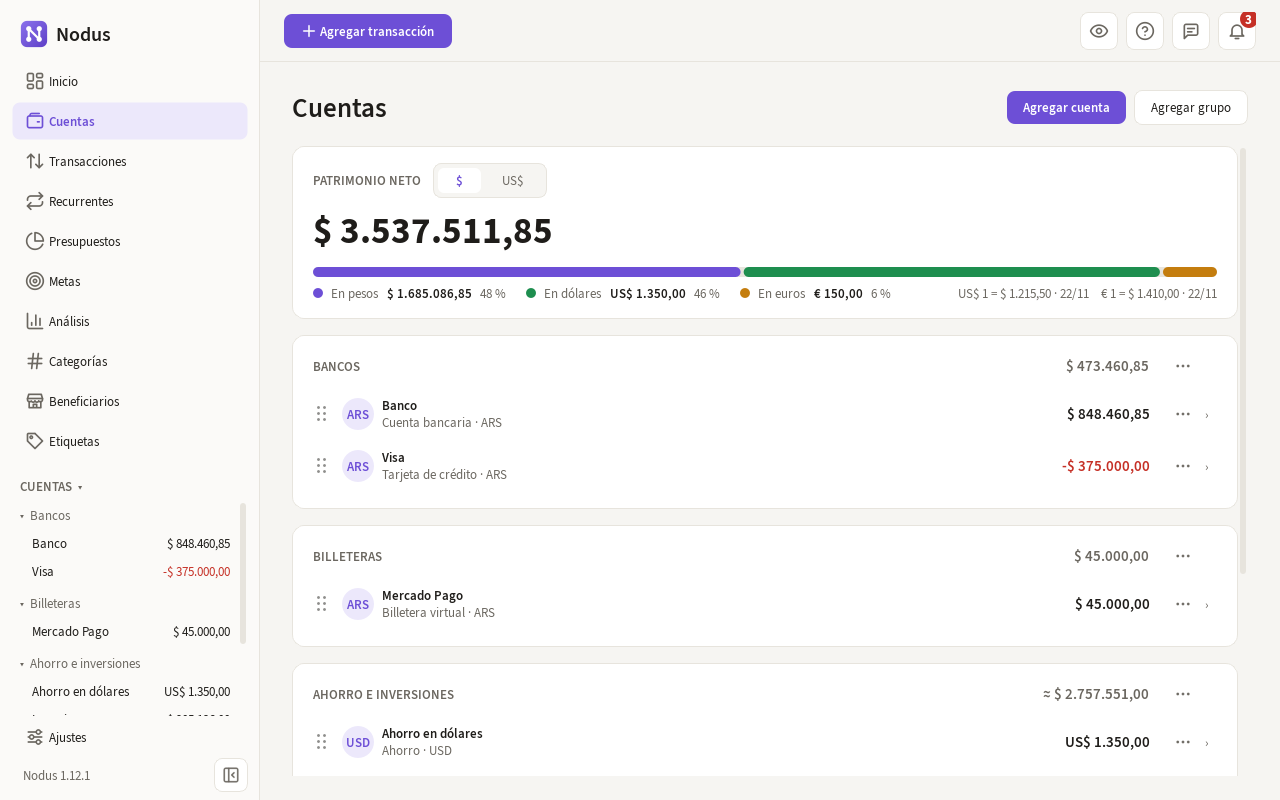 Nodus
Inicio
Cuentas
Transacciones
Recurrentes
Presupuestos
Metas
Análisis
Categorías
Beneficiarios
Etiquetas
CUENTAS
Bancos
Banco $ 848.460,85
Visa -$ 375.000,00
Billeteras
Mercado Pago $ 45.000,00
Ahorro e inversiones
Ahorro en dólares US$ 1.350,00
Ajustes
Nodus 1.12.1
Agregar transacción
3
Cuentas
Agregar cuenta
Agregar grupo
PATRIMONIO NETO $ US$
$ 3.537.511,85
En pesos $ 1.685.086,85 48 % En dólares US$ 1.350,00 46 % En euros € 150,00 6 % US$ 1 = $ 1.215,50 · 22/11 € 1 = $ 1.410,00 · 22/11
BANCOS $ 473.460,85
ARS Banco $ 848.460,85
Cuenta bancaria · ARS
ARS Visa -$ 375.000,00
Tarjeta de crédito · ARS
BILLETERAS $ 45.000,00
ARS Mercado Pago $ 45.000,00
Billetera virtual · ARS
AHORRO E INVERSIONES ≈ $ 2.757.551,00
USD Ahorro en dólares US$ 1.350,00
Ahorro · USD